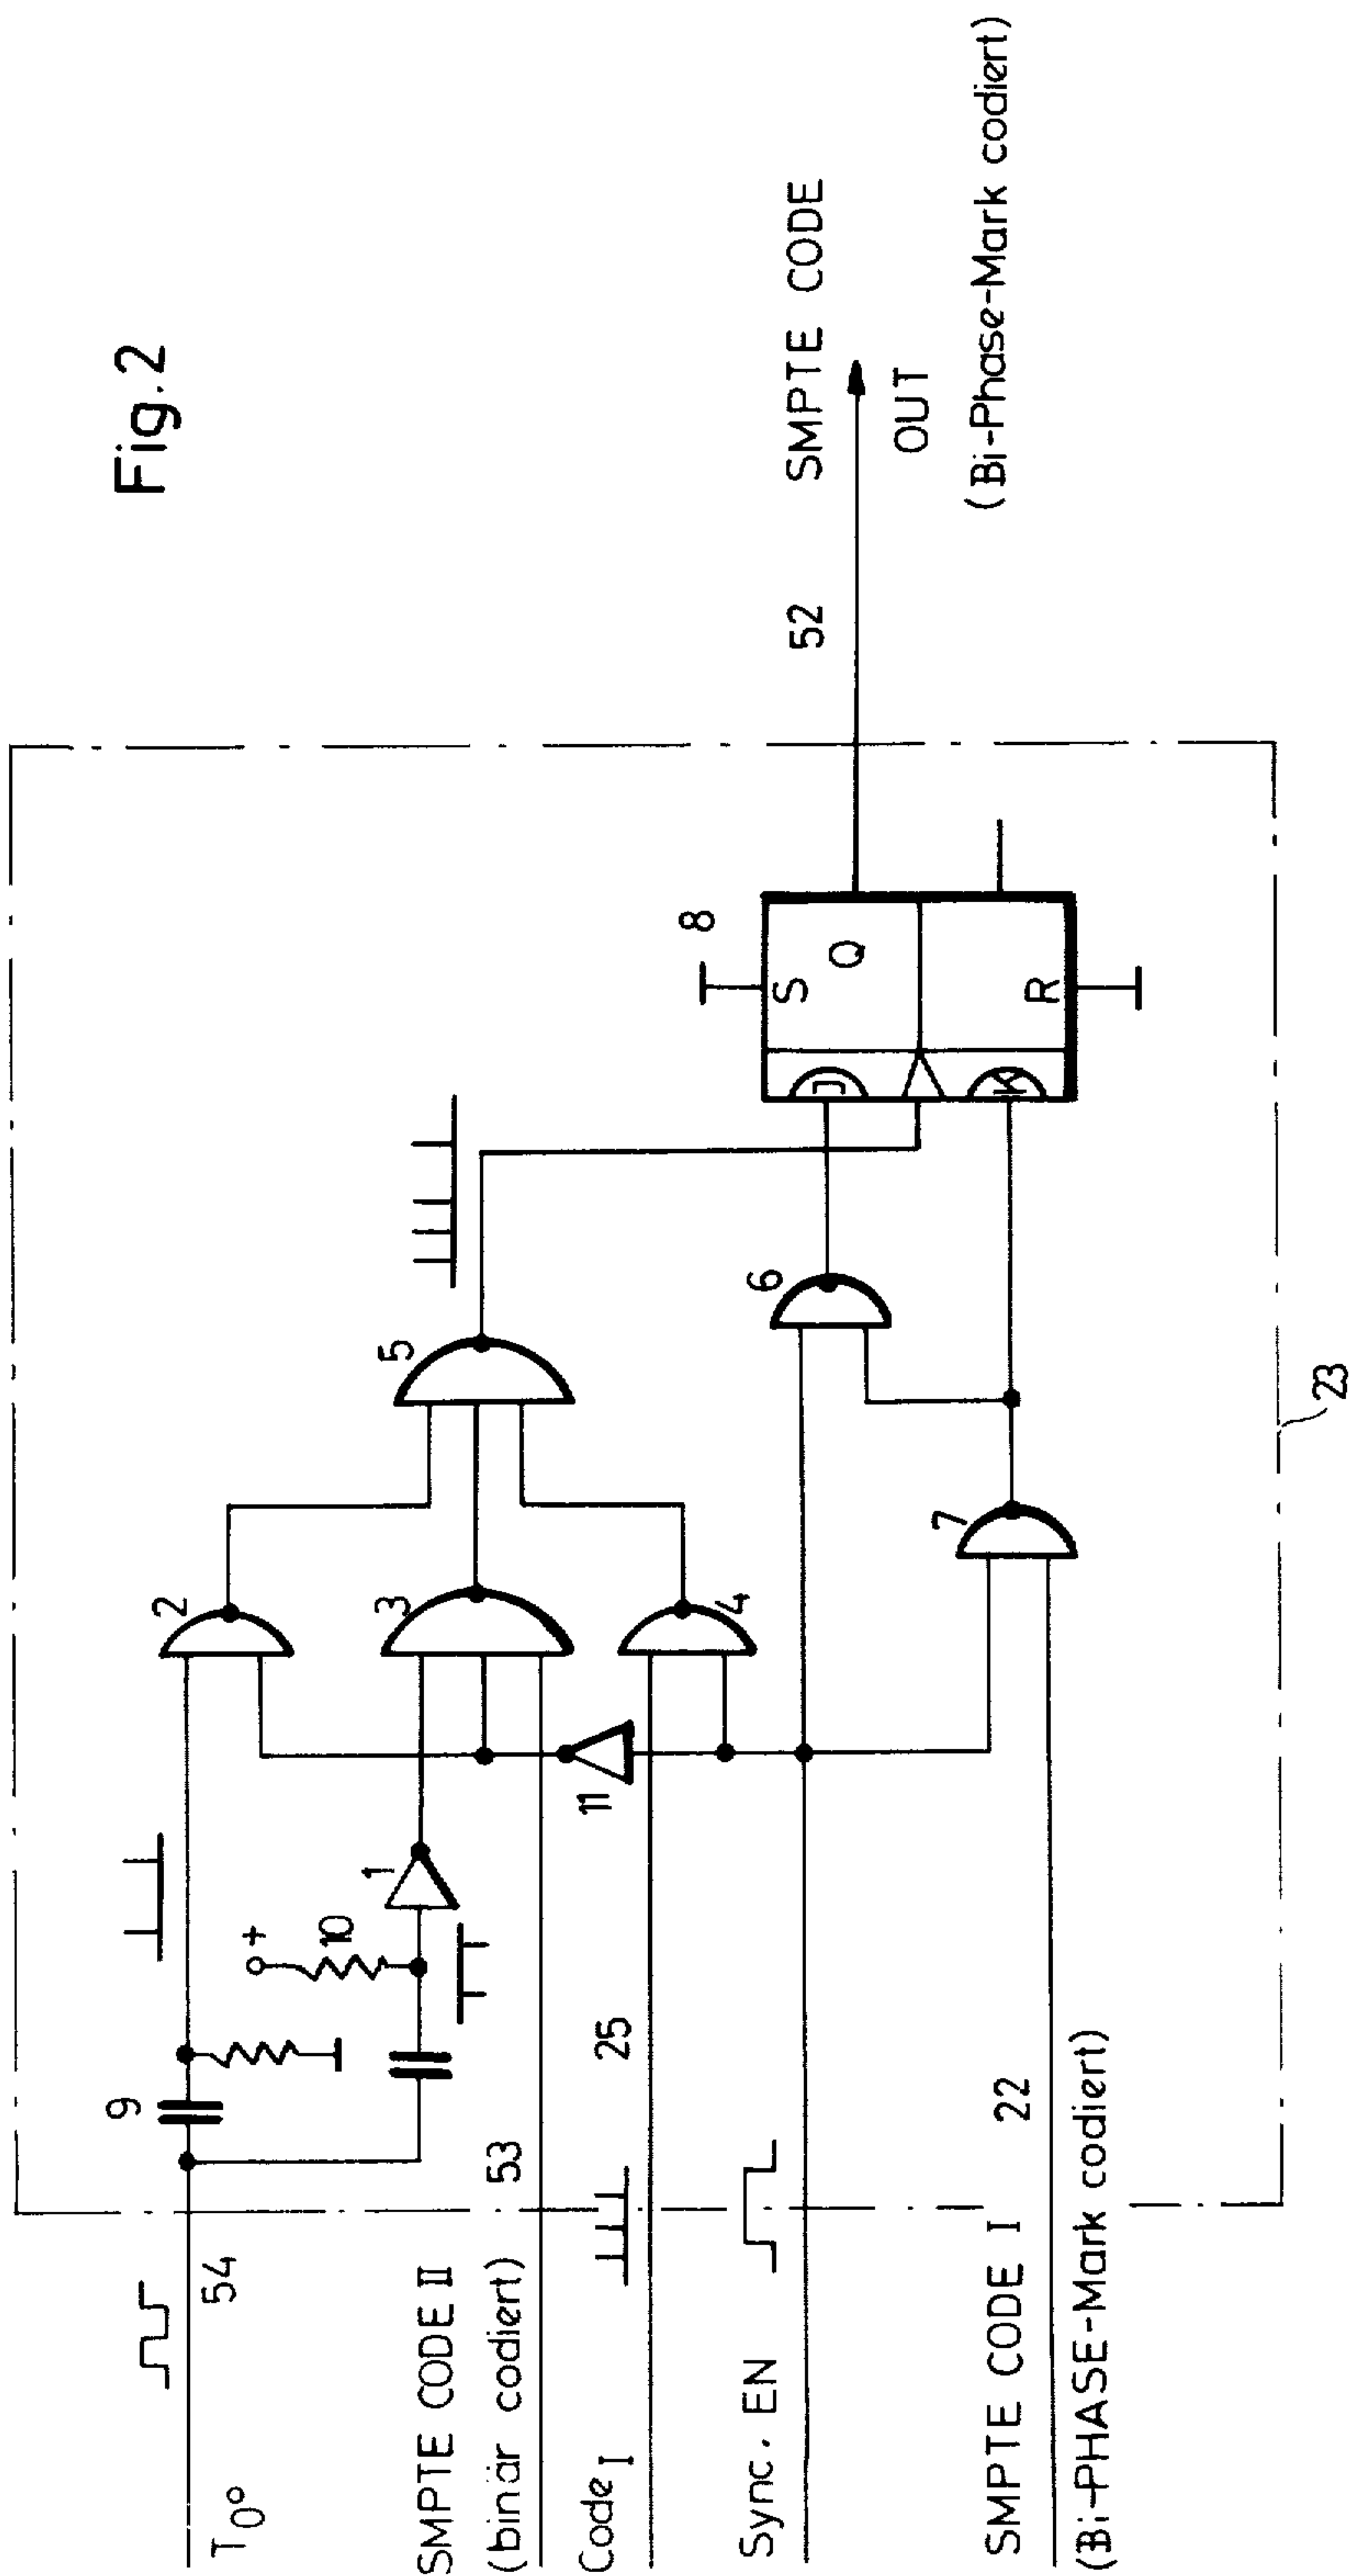 Fig.2
T0°
54
9
2
+
10
1
SMPTE CODE II
(binär codiert)
53
3
5
Code I
25
11
4
Sync. EN
6
8
S
Q
J
K
R
52
SMPTE CODE
OUT
(Bi-Phase-Mark codiert)
SMPTE CODE I
22
(Bi-PHASE-Mark codiert)
7
23